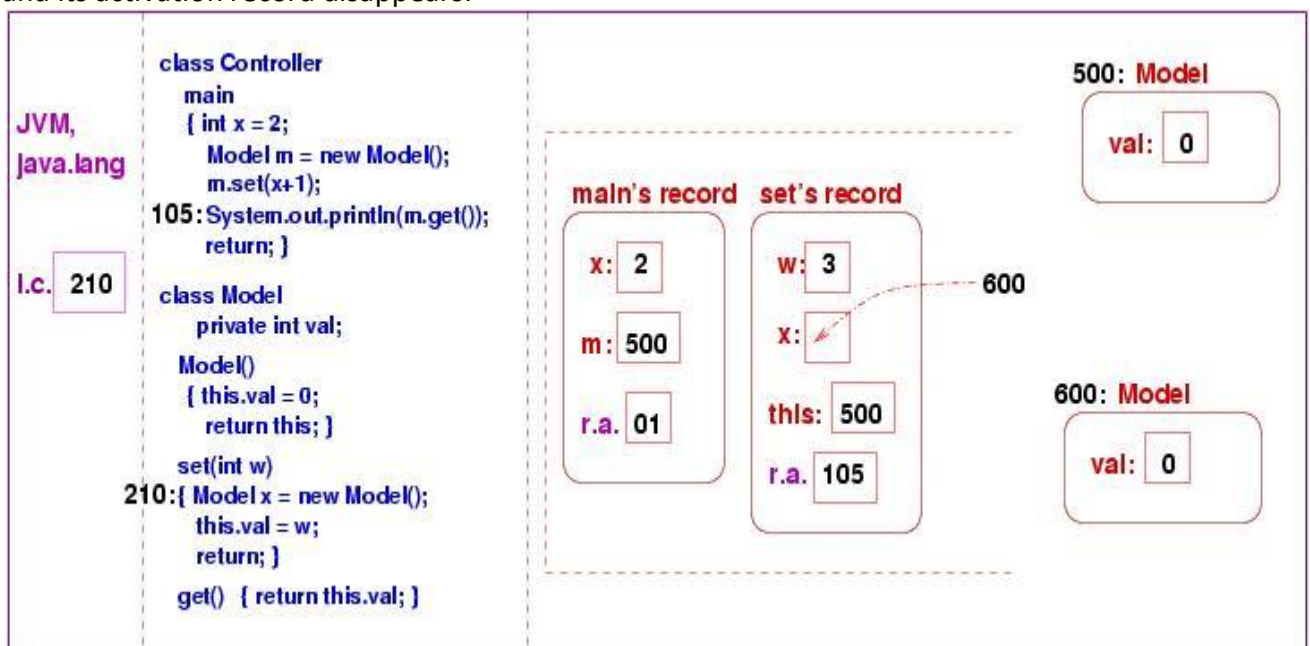 and its activation record disappears.
JVM,
java.lang
I.c. 210
class Controller
main
{ int x = 2;
Model m = new Model();
m.set(x+1);
105: System.out.println(m.get());
return; }
class Model
private int val;
Model()
{ this.val = 0;
return this; }
set(int w)
210: { Model x = new Model();
this.val = w;
return; }
get() { return this.val; }
main's record
x: 2
m: 500
r.a. 01
set's record
w: 3
x:
600
this: 500
r.a. 105
500: Model
val: 0
600: Model
val: 0